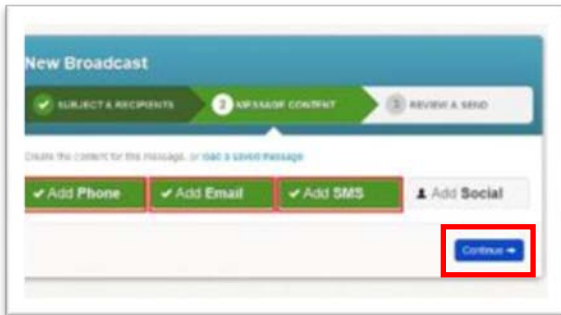 New Broadcast
SUBJECT & RECIPIENTS 2 MESSAGE CONTENT 3 REVIEW & SEND
Create the content for this message, or load a saved message
Add Phone Add Email Add SMS Add Social
Continue